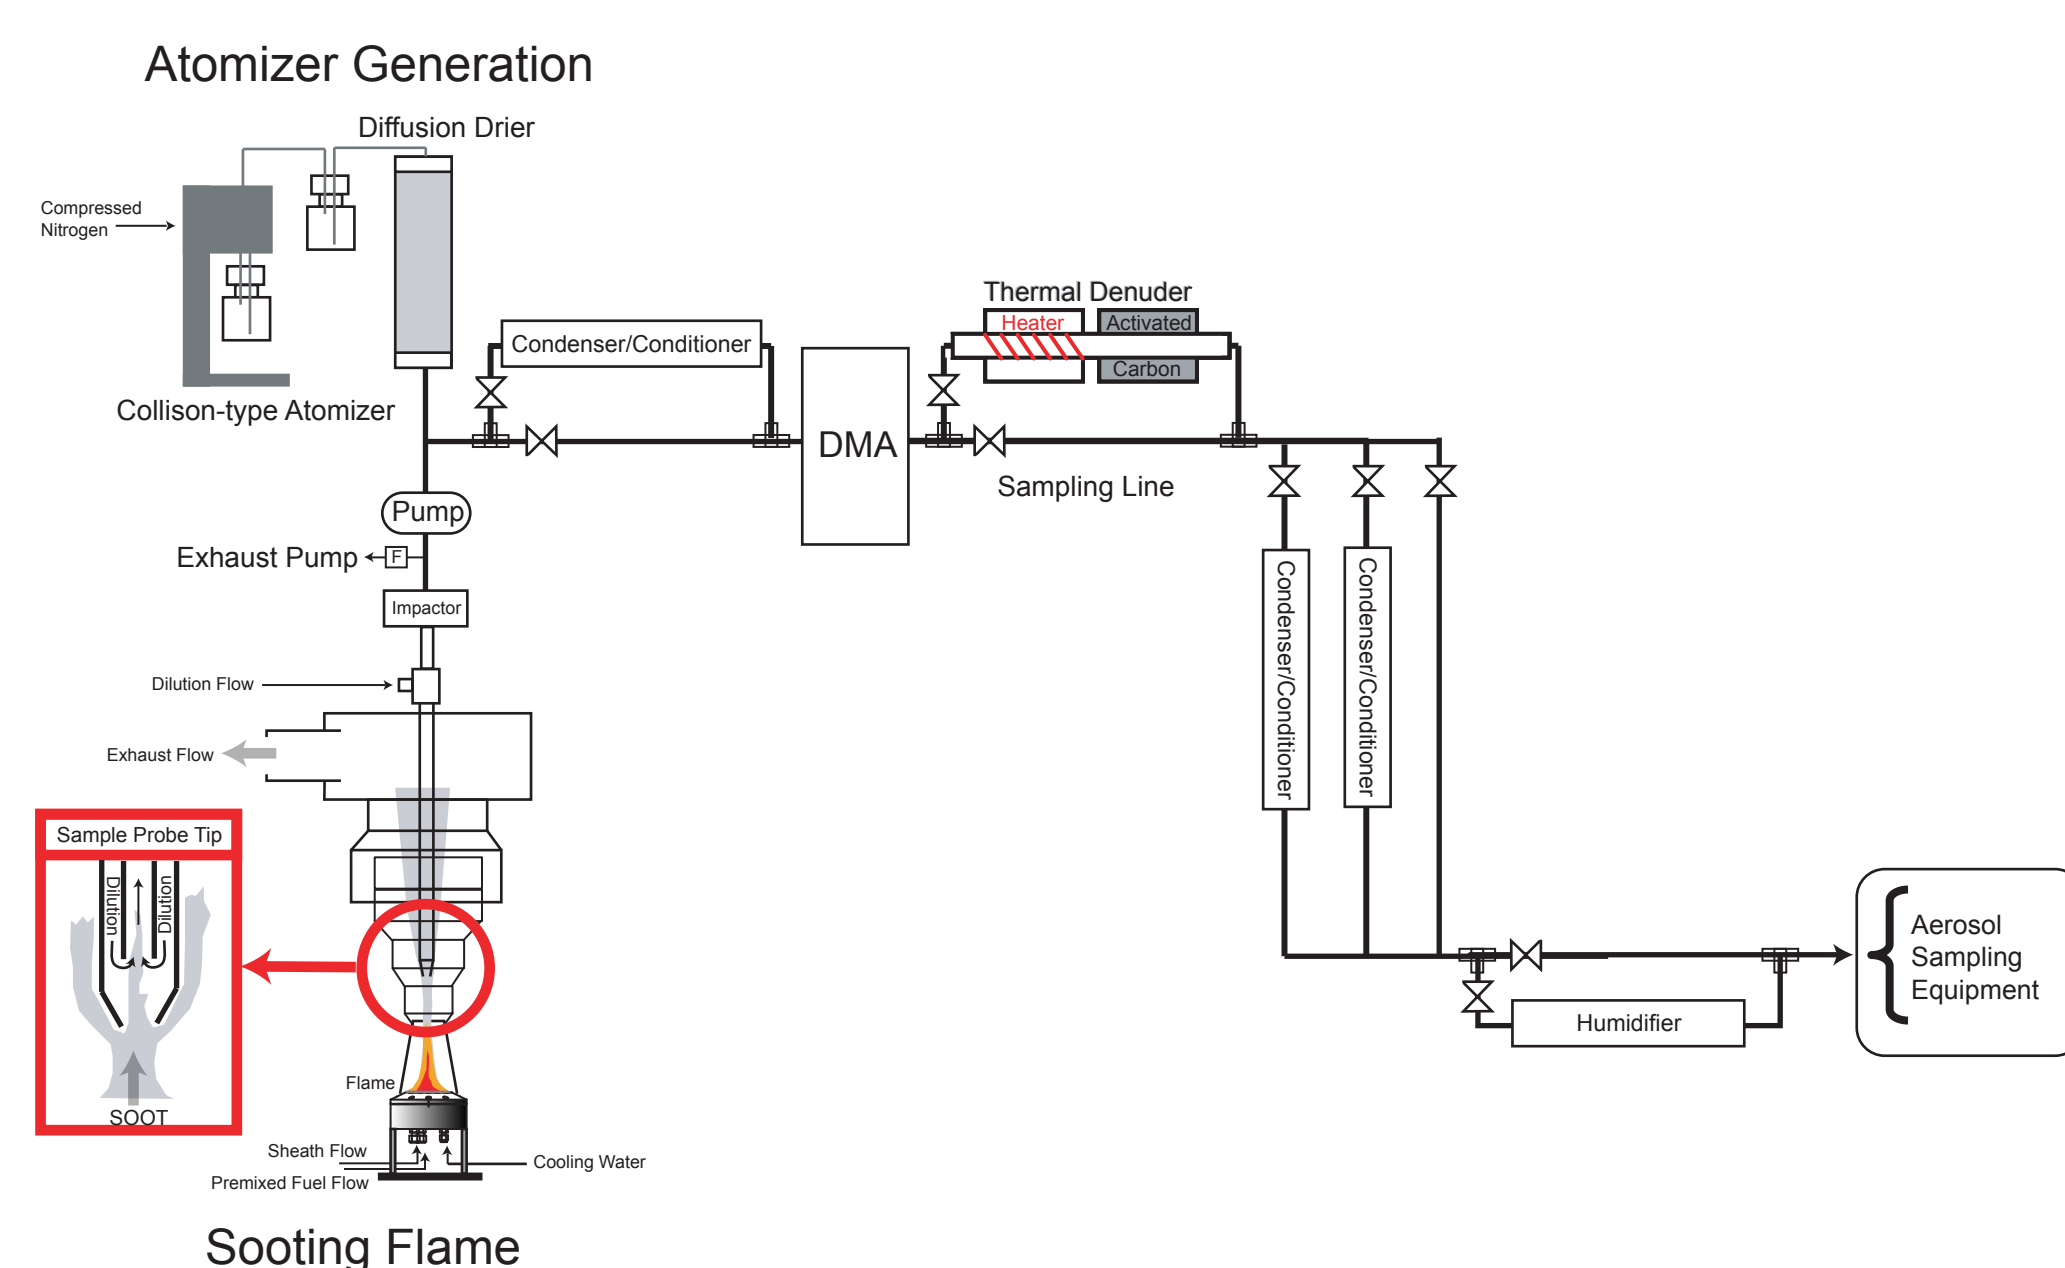 Atomizer Generation
Diffusion Drier
Compressed
Nitrogen
Collison-type Atomizer
Condenser/Conditioner
Thermal Denuder
Heater
Activated
Carbon
DMA
Sampling Line
Pump
Exhaust Pump
F
Impactor
Dilution Flow
Exhaust Flow
Sample Probe Tip
Dilution
Dilution
SOOT
Flame
Sheath Flow
Premixed Fuel Flow
Cooling Water
Sooting Flame
Condenser/Conditioner
Condenser/Conditioner
Humidifier
Aerosol
Sampling
Equipment